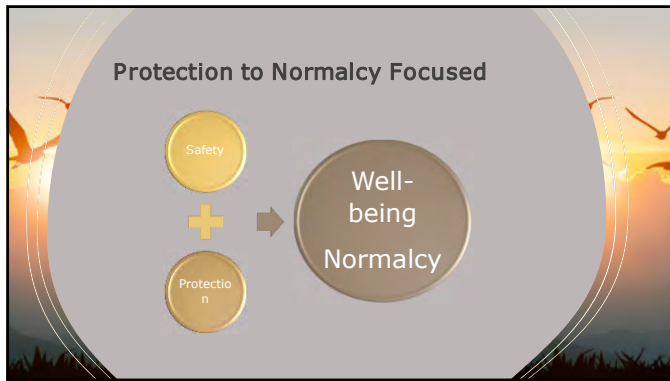 Protection to Normalcy Focused
Safety
Protectio
n
Well-
being
Normalcy